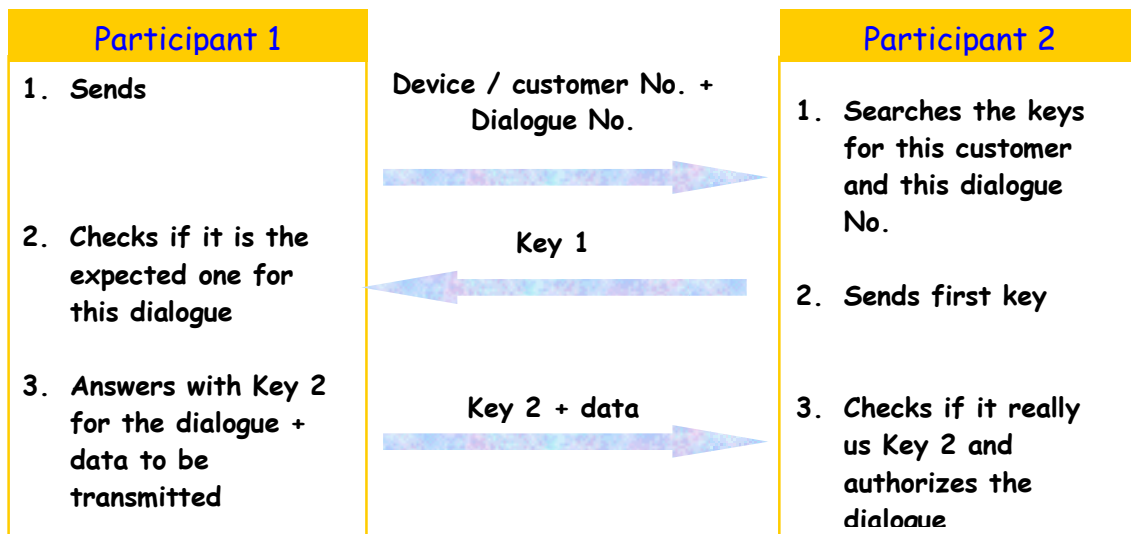 Participant 1
1. Sends
2. Checks if it is the
expected one for
this dialogue
3. Answers with Key 2
for the dialogue +
data to be
transmitted
Device / customer No. +
Dialogue No.
Key 1
Key 2 + data
Participant 2
1. Searches the keys
for this customer
and this dialogue
No.
2. Sends first key
3. Checks if it really
us Key 2 and
authorizes the
dialogue